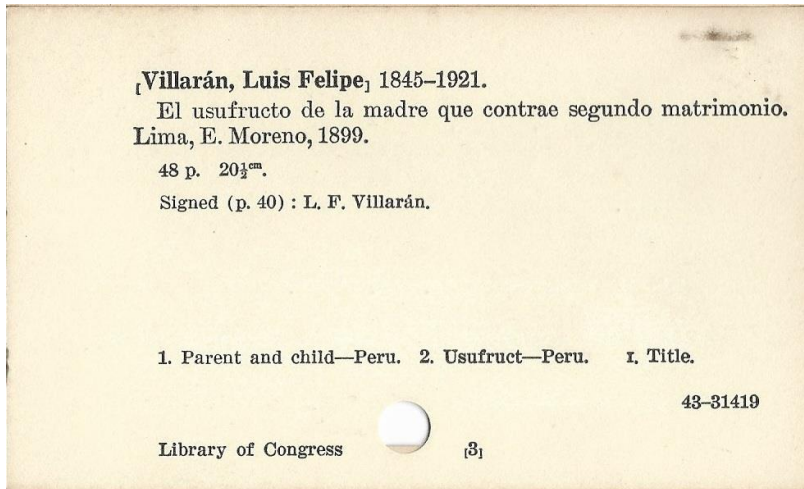 [Villarán, Luis Felipe] 1845–1921.
El usufructo de la madre que contrae segundo matrimonio.
Lima, E. Moreno, 1899.
48 p. 20½ᶜᵐ.
Signed (p. 40) : L. F. Villarán.
1. Parent and child—Peru. 2. Usufruct—Peru. I. Title.
43–31419
Library of Congress [3]